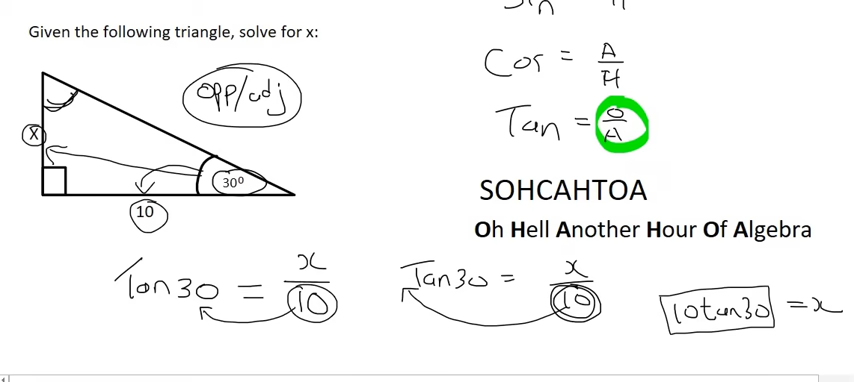 Given the following triangle, solve for x:
opp/adj
X
30º
10
Cos = A/H
Tan = O/A
SOHCAHTOA
Oh Hell Another Hour Of Algebra
Tan30 = x/10
Tan30 = x/10
10tan30 = x